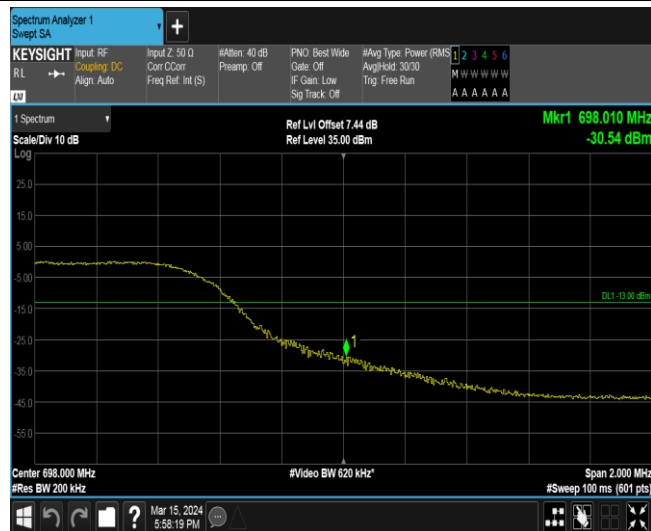 Spectrum Analyzer 1
Swept SA
+
KEYSIGHT
RL
LXI
Input: RF
Coupling: DC
Align: Auto
Input Z: 50 Ω
Corr CCorr
Freq Ref: Int (S)
#Atten: 40 dB
Preamp: Off
PNO: Best Wide
Gate: Off
IF Gain: Low
Sig Track: Off
#Avg Type: Power (RMS
Avg|Hold: 30/30
Trig: Free Run
1 2 3 4 5 6
M W W W W W
A A A A A A
1 Spectrum
Scale/Div 10 dB
Ref Lvl Offset 7.44 dB
Ref Level 35.00 dBm
Mkr1 698.010 MHz
-30.54 dBm
Log
25.0
15.0
5.00
-5.00
DL1 -13.00 dBm
-15.0
-25.0
1
-35.0
-45.0
-55.0
Center 698.000 MHz
#Video BW 620 kHz*
Span 2.000 MHz
#Res BW 200 kHz
#Sweep 100 ms (601 pts)
?
Mar 15, 2024
5:58:19 PM